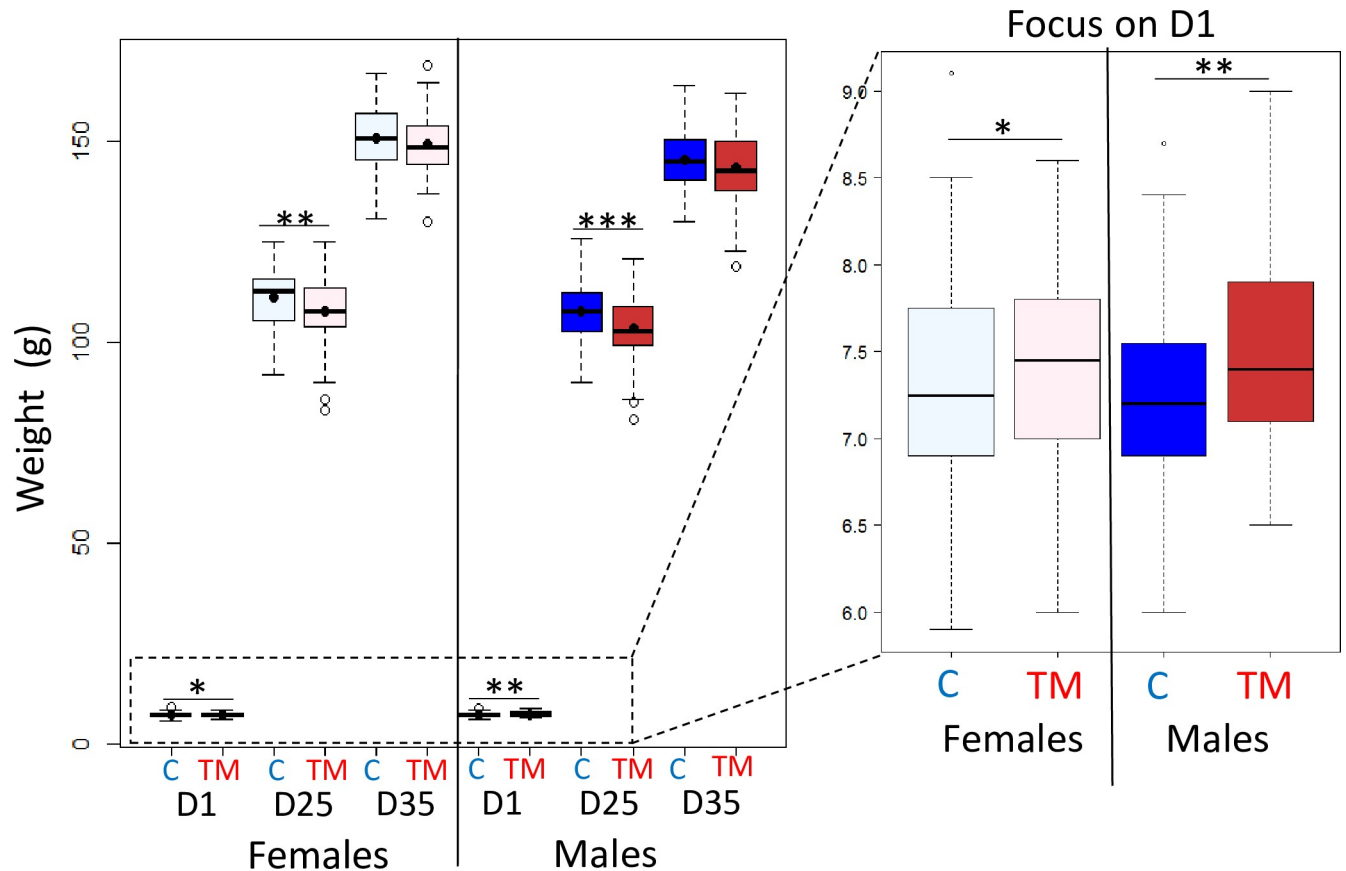 Focus on D1
Weight (g)
150
100
50
0
**
***
*
**
C TM C TM C TM C TM C TM C TM
D1 D25 D35 D1 D25 D35
Females Males
9.0
8.5
8.0
7.5
7.0
6.5
6.0
*
**
C TM C TM
Females Males